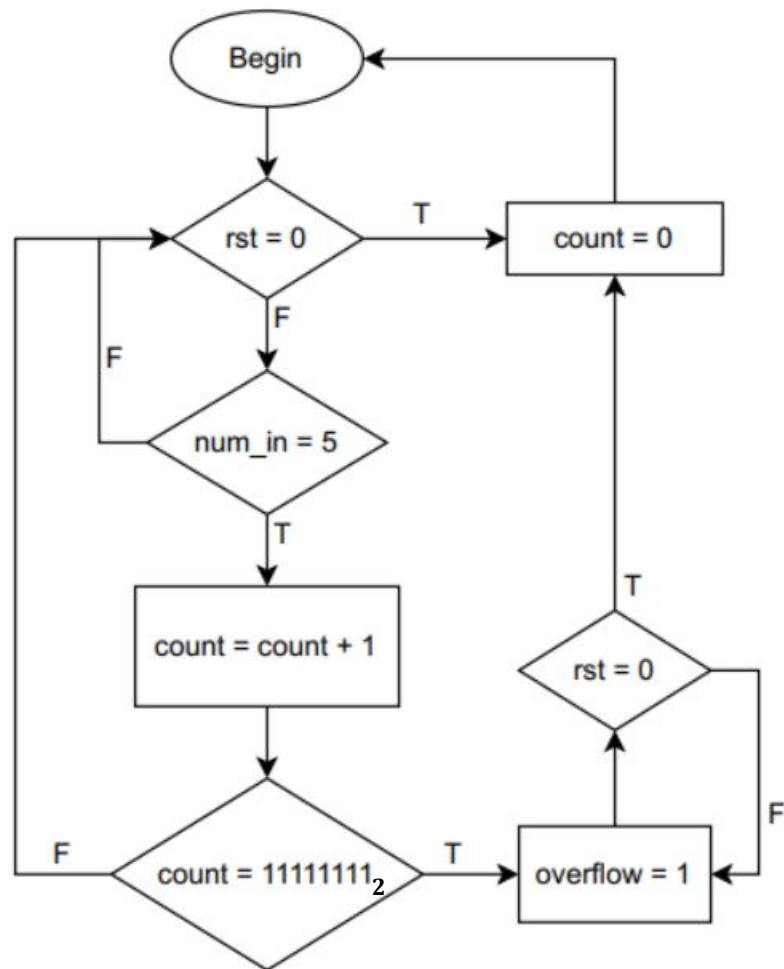 Begin
rst = 0
T
count = 0
F
F
num_in = 5
T
count = count + 1
T
rst = 0
F
F
count = 11111111₂
T
overflow = 1